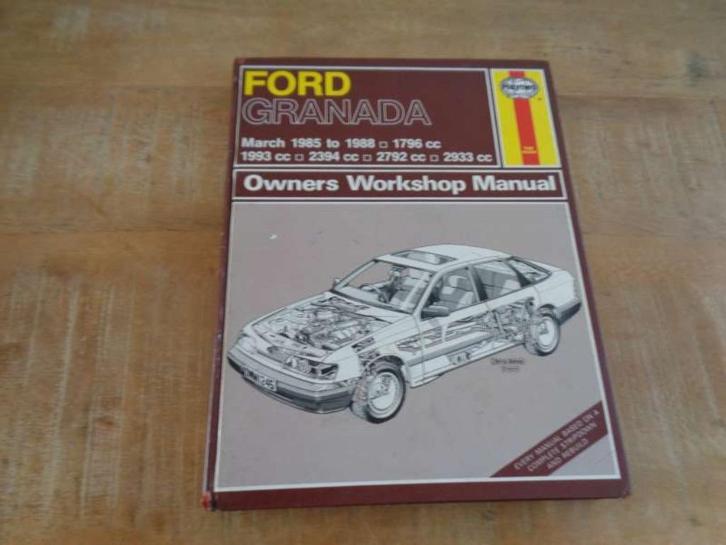 FORD
GRANADA
March 1985 to 1988 □ 1796 cc
1993 cc □ 2394 cc □ 2792 cc □ 2933 cc
Owners Workshop Manual
EVERY MANUAL BASED ON A
COMPLETE STRIPDOWN
AND REBUILD